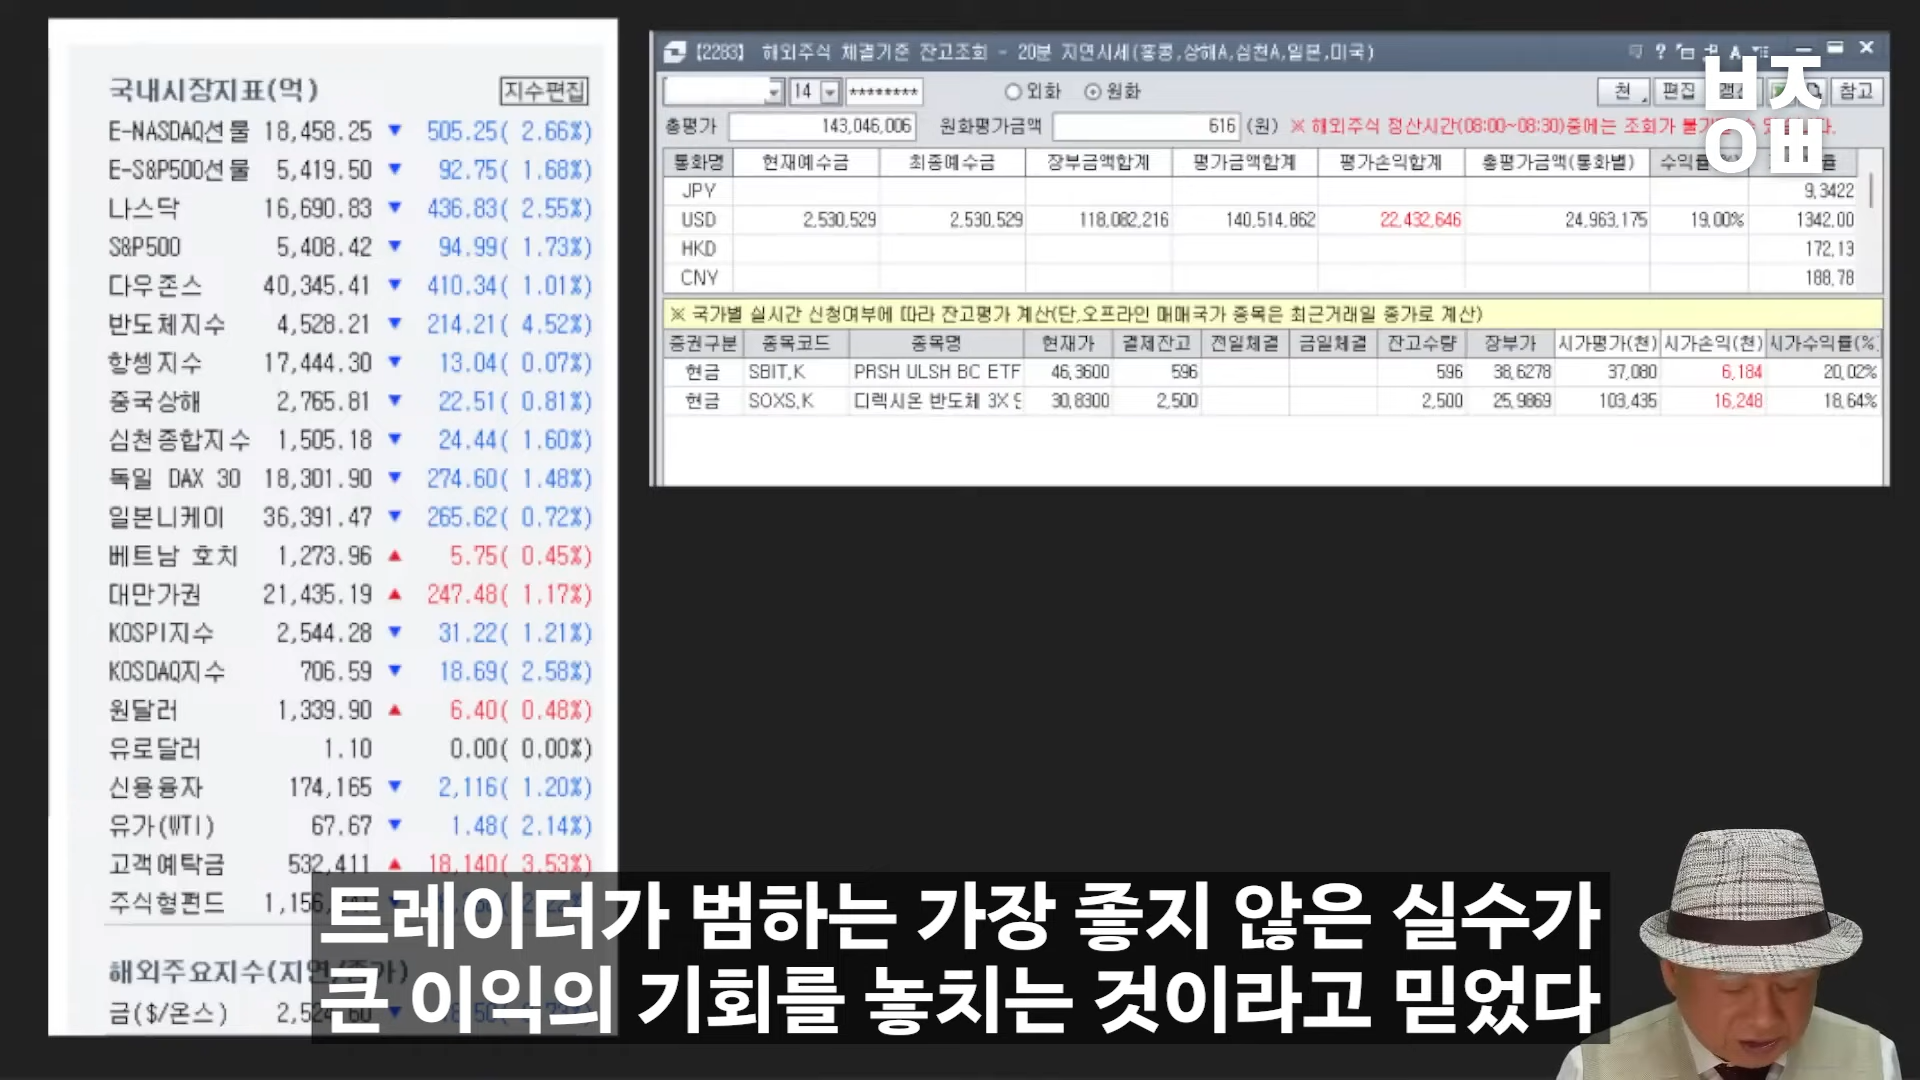 국내시장지표(억) 지수편집
E-NASDAQ선물 18,458.25 ▼ 505.25( 2.66%)
E-S&P500선물 5,419.50 ▼ 92.75( 1.68%)
나스닥 16,690.83 ▼ 436.83( 2.55%)
S&P500 5,408.42 ▼ 94.99( 1.73%)
다우존스 40,345.41 ▼ 410.34( 1.01%)
반도체지수 4,528.21 ▼ 214.21( 4.52%)
항셍지수 17,444.30 ▼ 13.04( 0.07%)
중국상해 2,765.81 ▼ 22.51( 0.81%)
심천종합지수 1,505.18 ▼ 24.44( 1.60%)
독일 DAX 30 18,301.90 ▼ 274.60( 1.48%)
일본니케이 36,391.47 ▼ 265.62( 0.72%)
베트남 호치 1,273.96 ▲ 5.75( 0.45%)
대만가권 21,435.19 ▲ 247.48( 1.17%)
KOSPI지수 2,544.28 ▼ 31.22( 1.21%)
KOSDAQ지수 706.59 ▼ 18.69( 2.58%)
원달러 1,339.90 ▲ 6.40( 0.48%)
유로달러 1.10 0.00( 0.00%)
신용융자 174,165 ▼ 2,116( 1.20%)
유가(WTI) 67.67 ▼ 1.48( 2.14%)
고객예탁금 532,411 ▲ 18,140( 3.53%)
주식형펀드 1,156,
해외주요지수(지연/종가)
금($/온스)
[2283] 해외주식 체결기준 잔고조회 - 20분 지연시세(홍콩,상해A,심천A,일본,미국)
14 ******** 외화 원화 천 편집 참고
총평가 143,046,006 원화평가금액 616 (원) ※ 해외주식 정산시간(08:00~08:30)중에는 조회가
통화명 현재예수금 최종예수금 장부금액합계 평가금액합계 평가손익합계 총평가금액(통화별)
JPY 9.3422
USD 2,530,529 2,530,529 118,082,216 140,514,862 22,432,646 24,963,175 19.00% 1342.00
HKD 172.13
CNY 188.78
※ 국가별 실시간 신청여부에 따라 잔고평가 계산(단,오프라인 매매국가 종목은 최근거래일 종가로 계산)
증권구분 종목코드 종목명 현재가 결제잔고 전일체결 금일체결 잔고수량 장부가 시가평가(천) 시가손익(천) 시가수익률(%
현금 SBIT.K PRSH ULSH BC ETF 46.3600 596 596 38.6278 37,080 6,184 20.02%
현금 SOXS.K 디렉시온 반도체 3X 30.8300 2,500 2,500 25.9869 103,435 16,248 18.64%
트레이더가 범하는 가장 좋지 않은 실수가
큰 이익의 기회를 놓치는 것이라고 믿었다